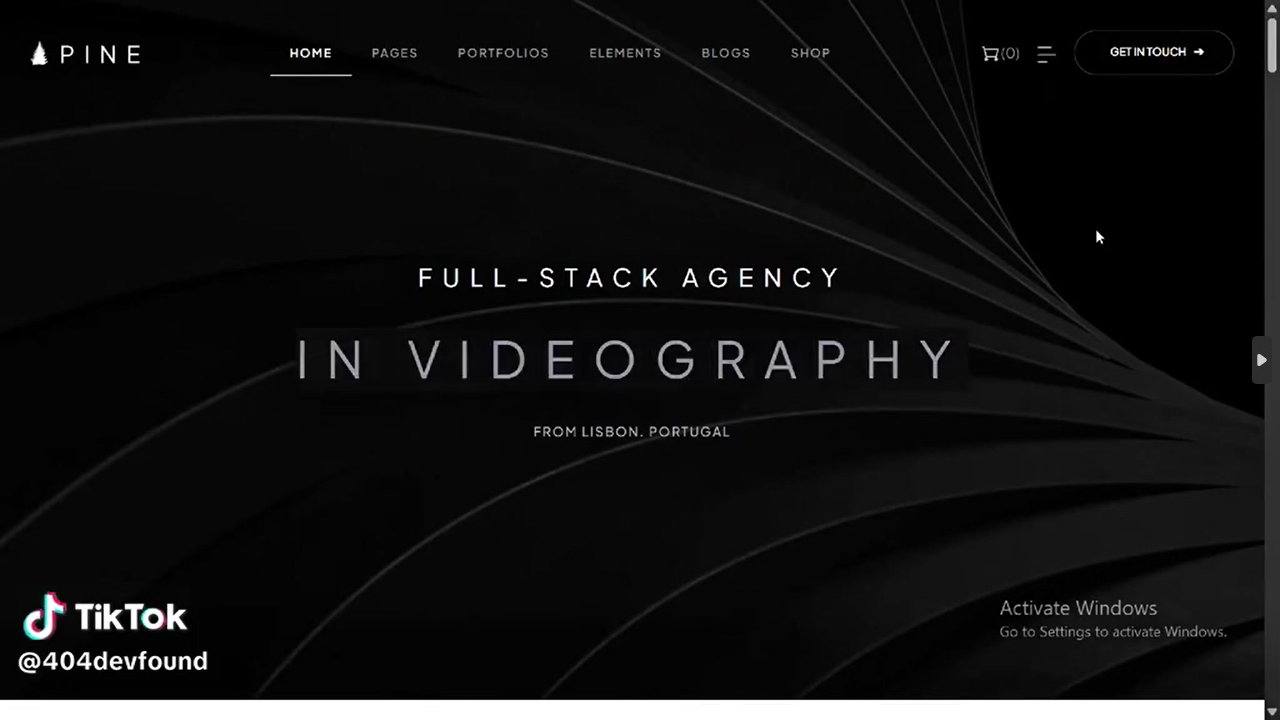 PINE
HOME PAGES PORTFOLIOS ELEMENTS BLOGS SHOP
(0)
GET IN TOUCH →
FULL-STACK AGENCY
IN VIDEOGRAPHY
FROM LISBON. PORTUGAL
TikTok
@404devfound
Activate Windows
Go to Settings to activate Windows.